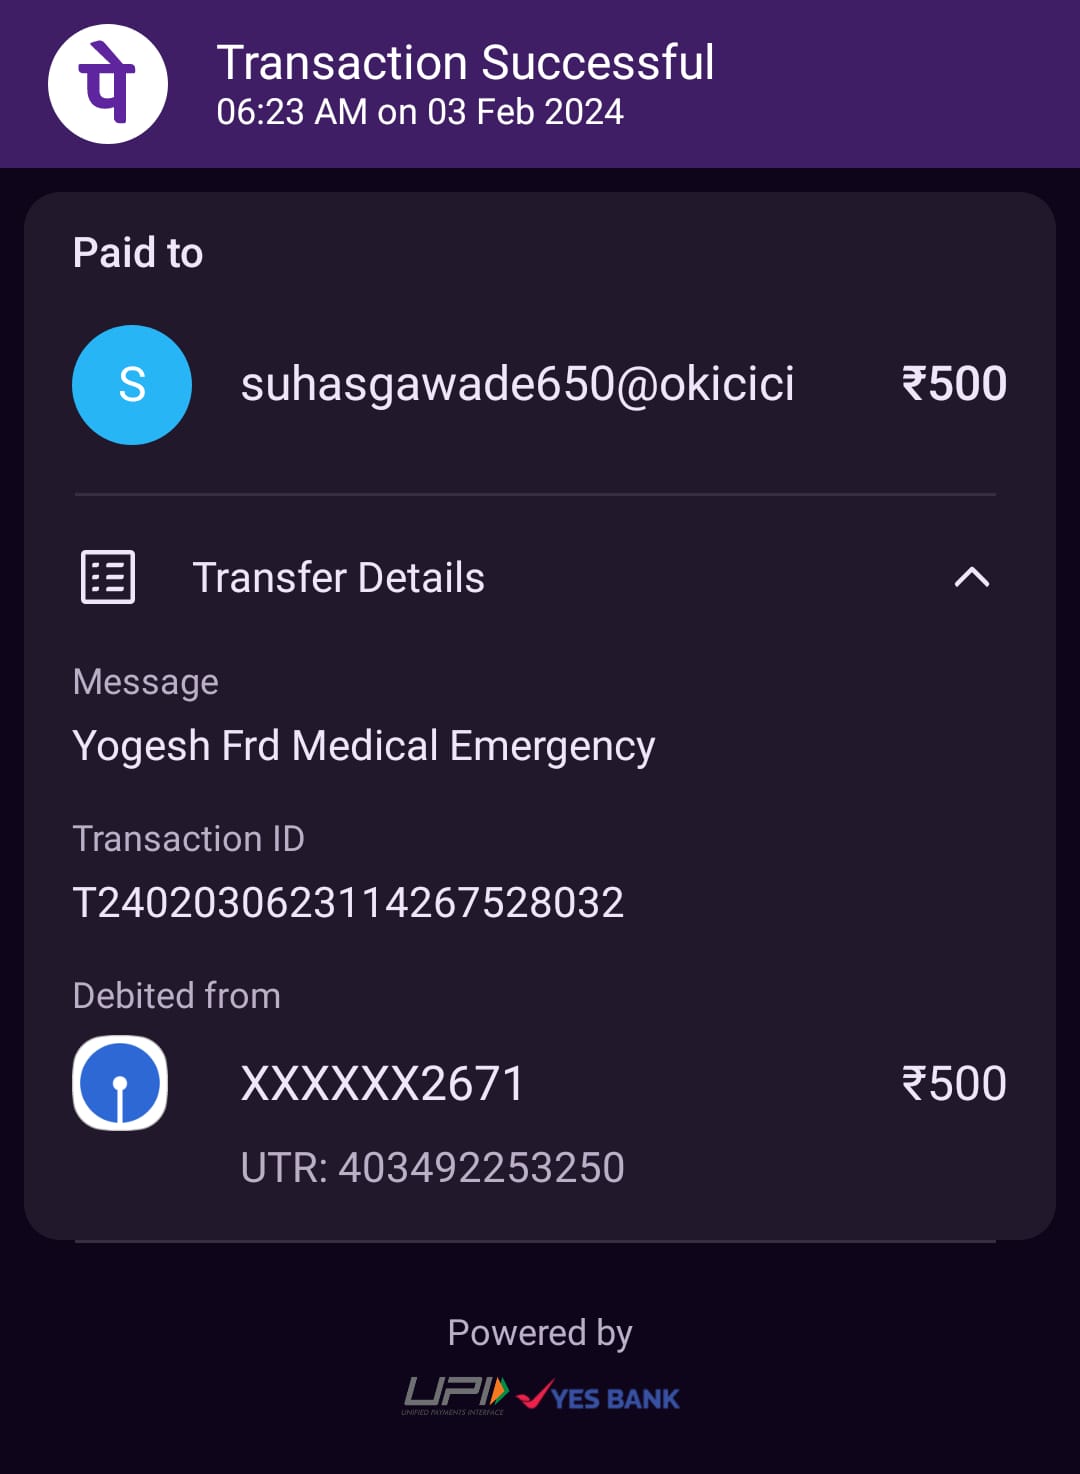 पे
Transaction Successful
06:23 AM on 03 Feb 2024
Paid to
S
suhasgawade650@okicici ₹500
Transfer Details
Message
Yogesh Frd Medical Emergency
Transaction ID
T2402030623114267528032
Debited from
XXXXXX2671 ₹500
UTR: 403492253250
Powered by
UPI YES BANK
UNIFIED PAYMENTS INTERFACE